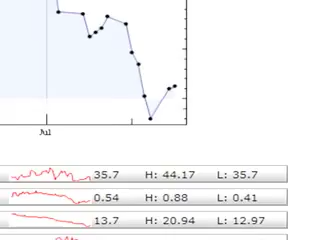 Jul
35.7 H: 44.17 L: 35.7
0.54 H: 0.88 L: 0.41
13.7 H: 20.94 L: 12.97